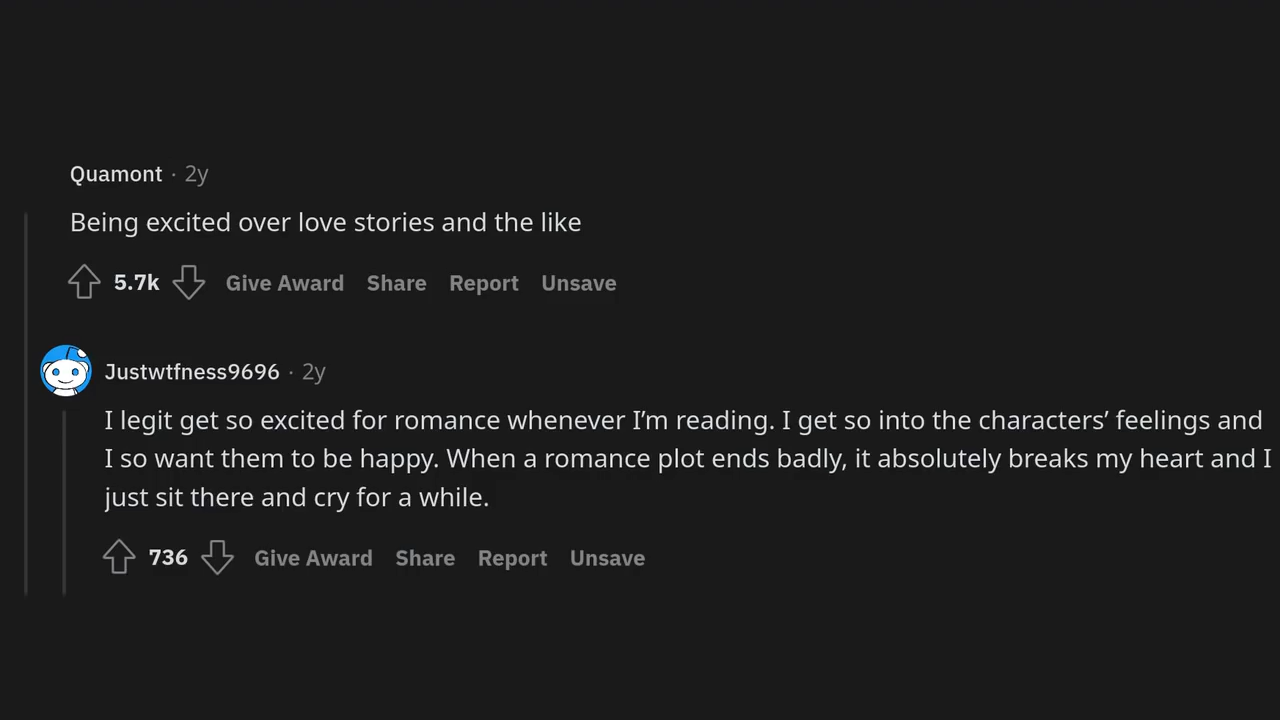 Quamont · 2y
Being excited over love stories and the like
5.7k Give Award Share Report Unsave
Justwtfness9696 · 2y
I legit get so excited for romance whenever I’m reading. I get so into the characters’ feelings and
I so want them to be happy. When a romance plot ends badly, it absolutely breaks my heart and I
just sit there and cry for a while.
736 Give Award Share Report Unsave